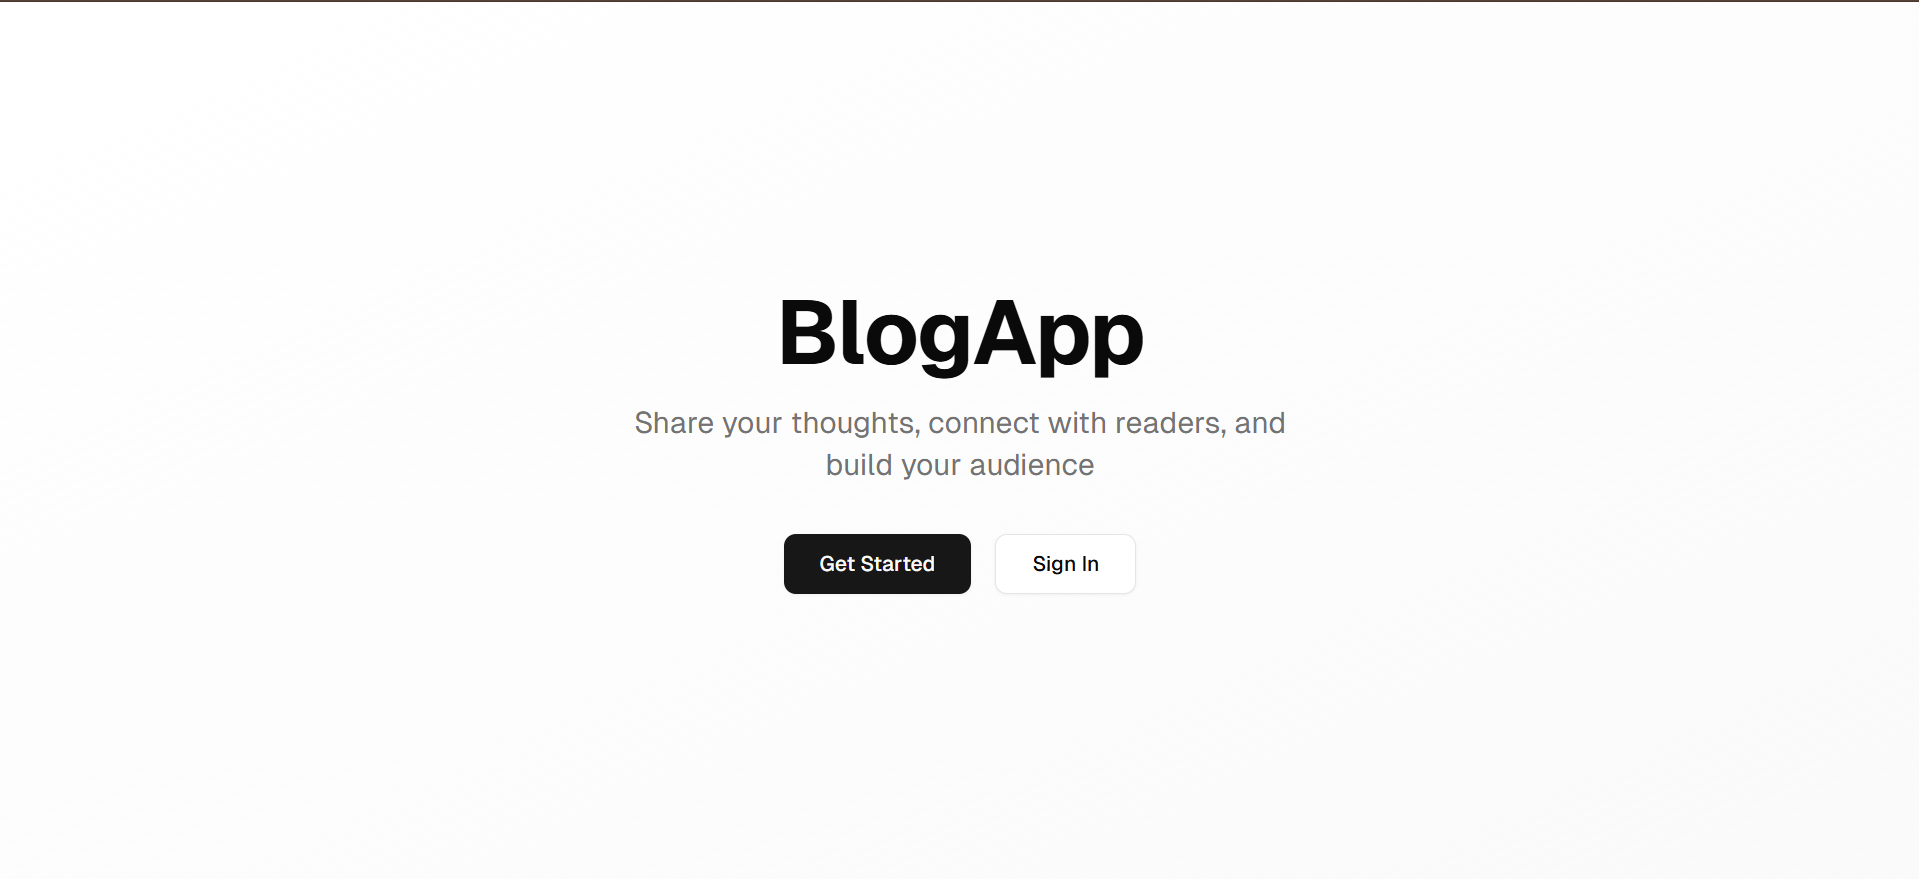 BlogApp
Share your thoughts, connect with readers, and
build your audience
Get Started
Sign In